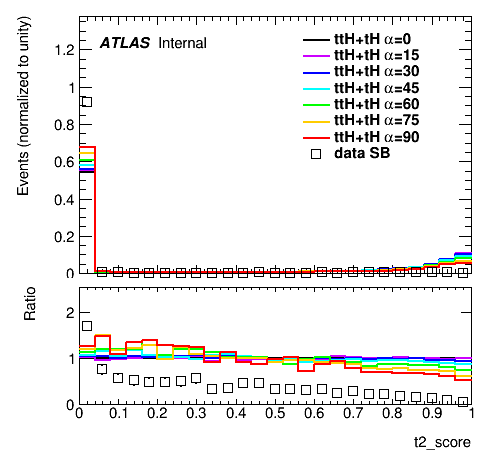 ATLAS Internal
ttH+tH α=0
ttH+tH α=15
ttH+tH α=30
ttH+tH α=45
ttH+tH α=60
ttH+tH α=75
ttH+tH α=90
data SB
Events (normalized to unity)
1.2
1
0.8
0.6
0.4
0.2
0
Ratio
2
1
0
0 0.1 0.2 0.3 0.4 0.5 0.6 0.7 0.8 0.9 1
t2_score